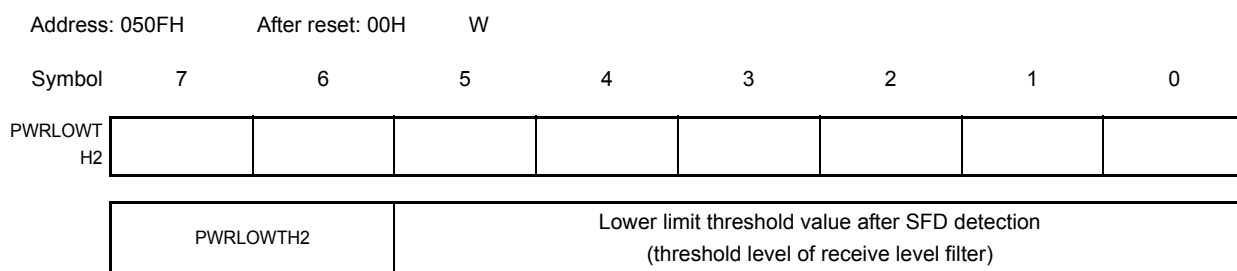 Address: 050FH After reset: 00H W
Symbol 7 6 5 4 3 2 1 0
PWRLOWT
H2
PWRLOWTH2
Lower limit threshold value after SFD detection
(threshold level of receive level filter)